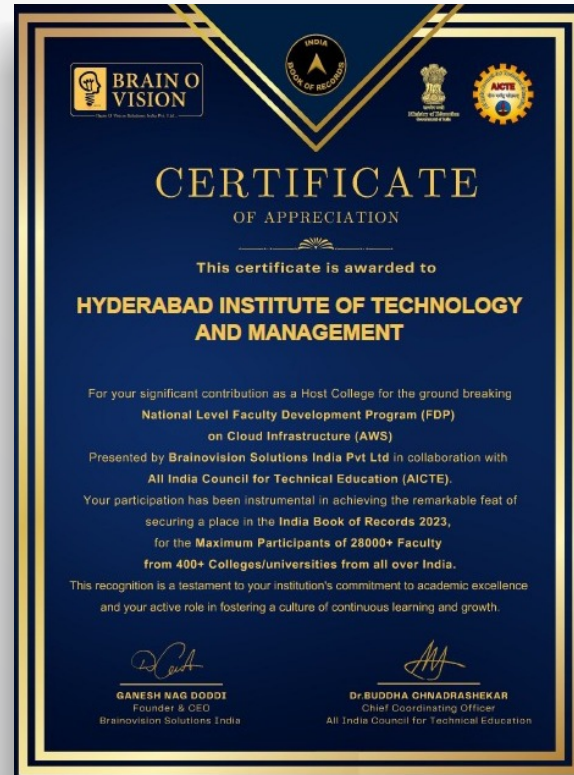 INDIA
BOOK OF RECORDS
BRAIN O
VISION
AICTE
CERTIFICATE
OF APPRECIATION
This certificate is awarded to
HYDERABAD INSTITUTE OF TECHNOLOGY
AND MANAGEMENT
For your significant contribution as a Host College for the ground breaking
National Level Faculty Development Program (FDP)
on Cloud Infrastructure (AWS)
Presented by Brainovision Solutions India Pvt Ltd in collaboration with
All India Council for Technical Education (AICTE).
Your participation has been instrumental in achieving the remarkable feat of
securing a place in the India Book of Records 2023,
for the Maximum Participants of 28000+ Faculty
from 400+ Colleges/universities from all over India.
This recognition is a testament to your institution's commitment to academic excellence
and your active role in fostering a culture of continuous learning and growth.
GANESH NAG DODDI
Founder & CEO
Brainovision Solutions India
Dr.BUDDHA CHNADRASHEKAR
Chief Coordinating Officer
All India Council for Technical Education